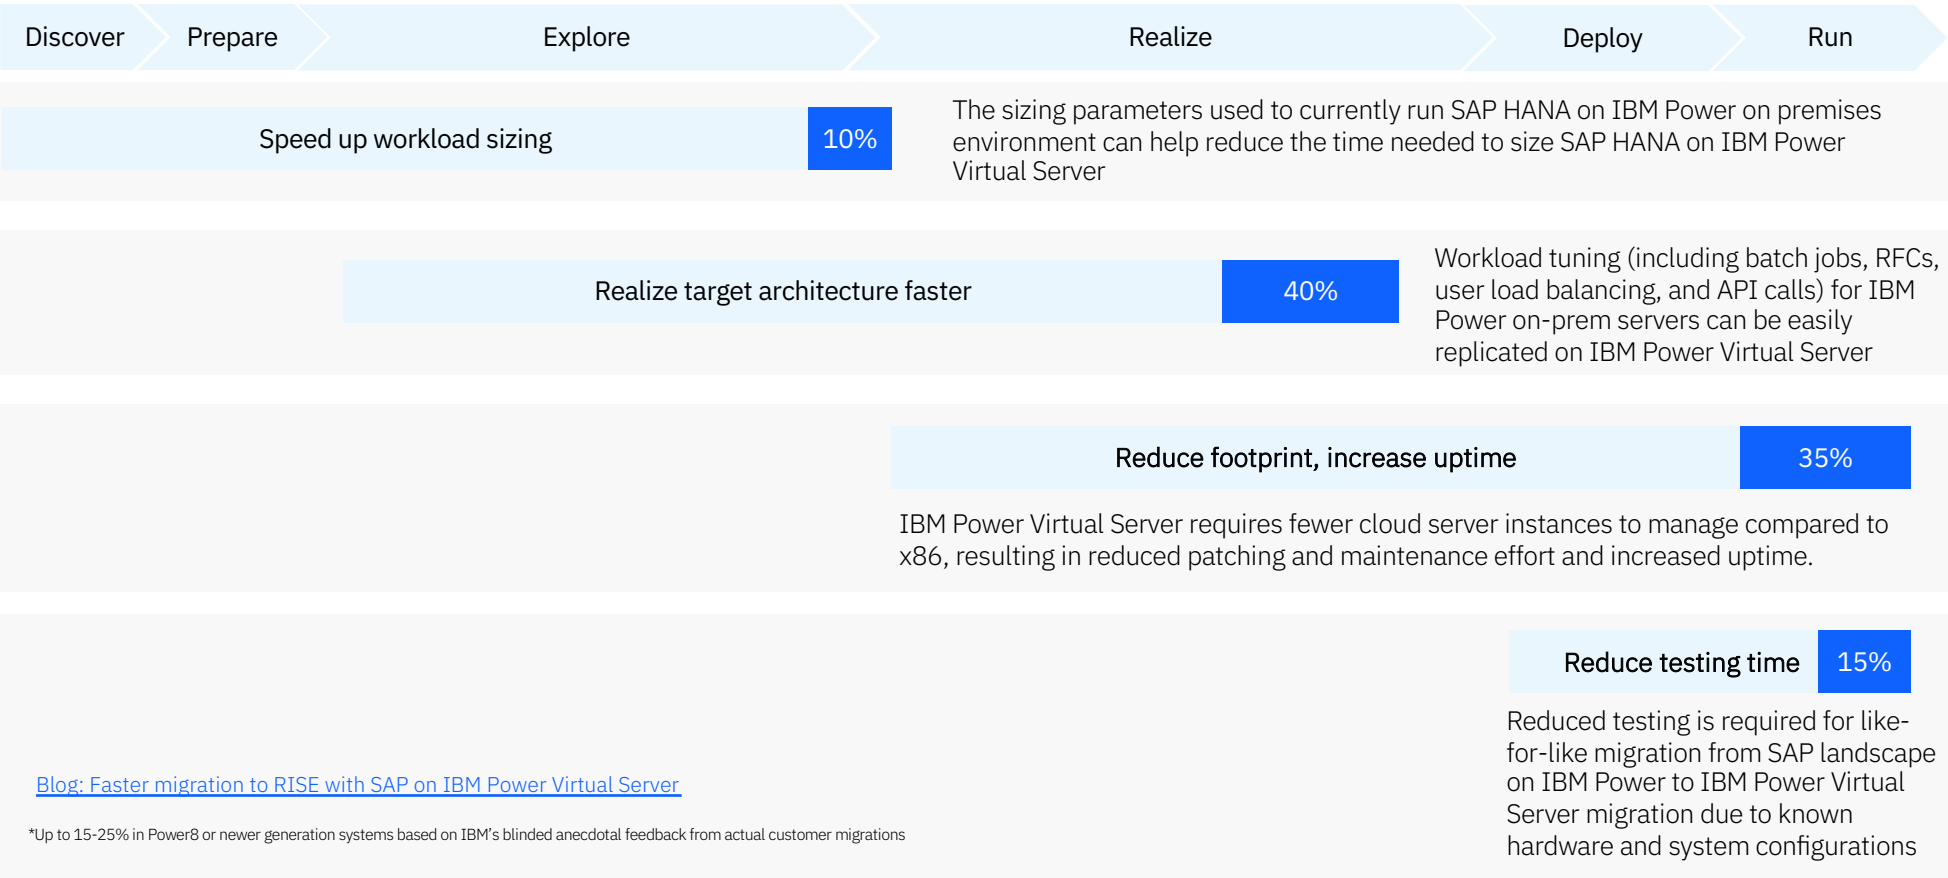 Discover
Prepare
Explore
Realize
Deploy
Run
Speed up workload sizing
10%
The sizing parameters used to currently run SAP HANA on IBM Power on premises
environment can help reduce the time needed to size SAP HANA on IBM Power
Virtual Server
Realize target architecture faster
40%
Workload tuning (including batch jobs, RFCs,
user load balancing, and API calls) for IBM
Power on-prem servers can be easily
replicated on IBM Power Virtual Server
Reduce footprint, increase uptime
35%
IBM Power Virtual Server requires fewer cloud server instances to manage compared to
x86, resulting in reduced patching and maintenance effort and increased uptime.
Reduce testing time
15%
Reduced testing is required for like-
for-like migration from SAP landscape
on IBM Power to IBM Power Virtual
Server migration due to known
hardware and system configurations
Blog: Faster migration to RISE with SAP on IBM Power Virtual Server
*Up to 15-25% in Power8 or newer generation systems based on IBM's blinded anecdotal feedback from actual customer migrations